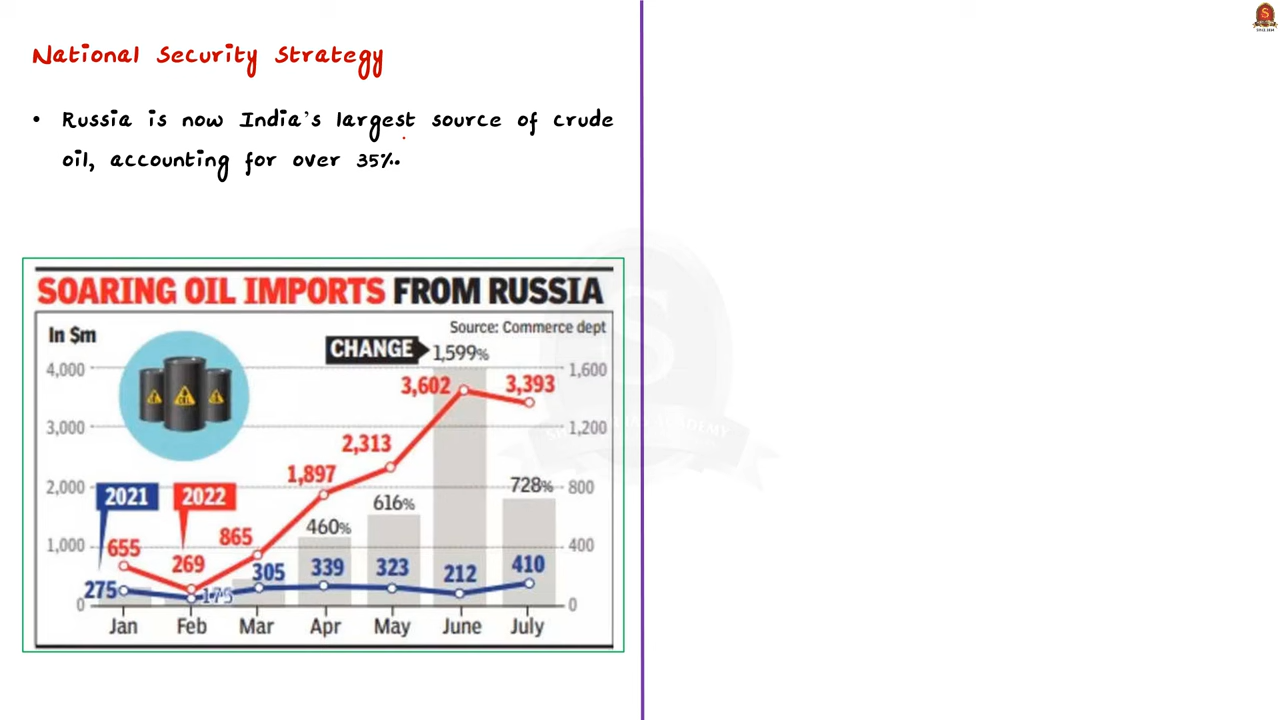 National Security Strategy
• Russia is now India's largest source of crude
oil, accounting for over 35%.
SOARING OIL IMPORTS FROM RUSSIA
In $m
Source: Commerce dept
CHANGE 1,599%
4,000 3,602 3,393 1,600
3,000 2,313 1,200
1,897
2,000 2021 2022 616% 728% 800
460%
1,000 655 269 865 400
275 175 305 339 323 212 410
0 0
Jan Feb Mar Apr May June July
OIL
S
S
SINCE 2014